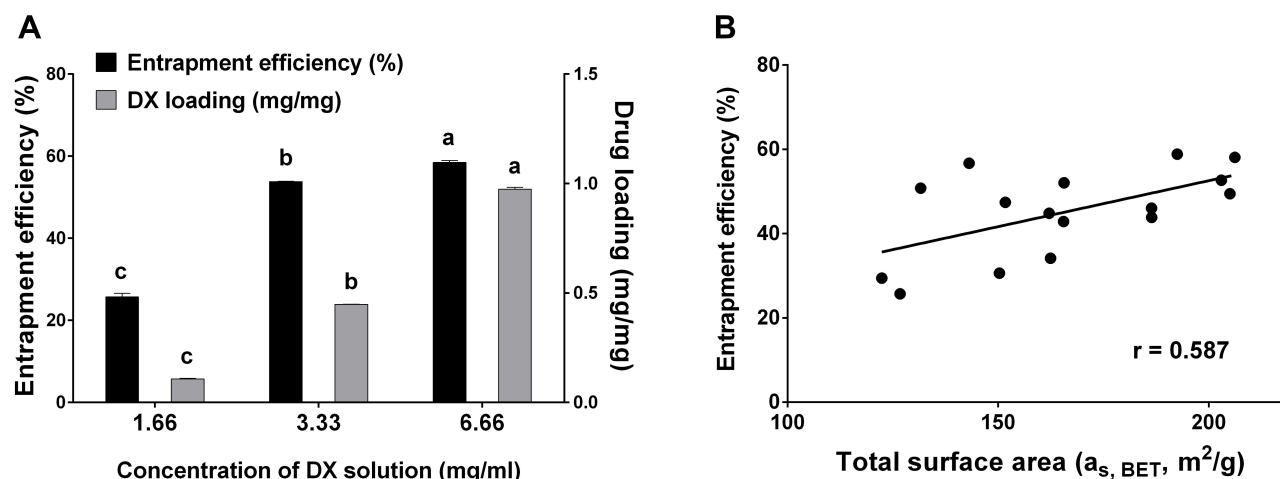 A
Entrapment efficiency (%)
DX loading (mg/mg)
Entrapment efficiency (%)
80
60
40
20
0
c
c
b
b
a
a
1.5
1.0
0.5
0.0
Drug loading (mg/mg)
1.66 3.33 6.66
Concentration of DX solution (mg/ml)
B
Entrapment efficiency (%)
80
60
40
20
0
r = 0.587
100 150 200
Total surface area (as, BET, m2/g)